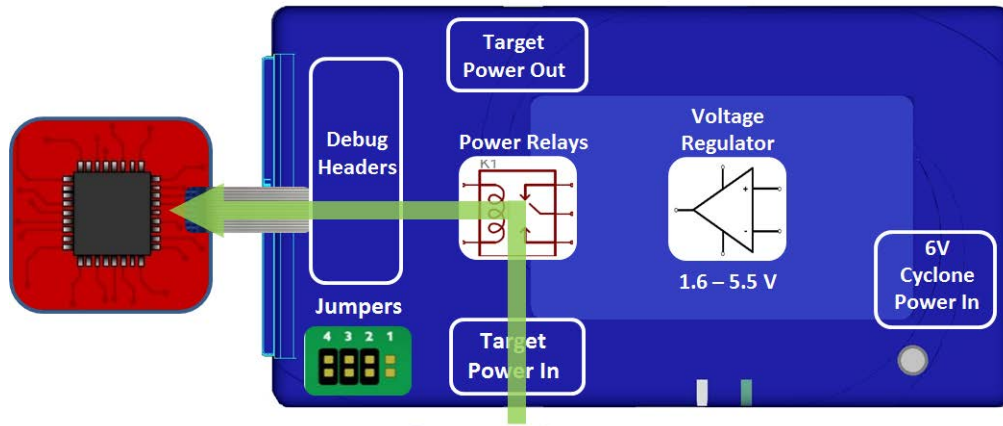 Target
Power Out
Debug
Headers
Power Relays
K1
Voltage
Regulator
+
-
1.6 – 5.5 V
6V
Cyclone
Power In
Jumpers
4 3 2 1
Target
Power In